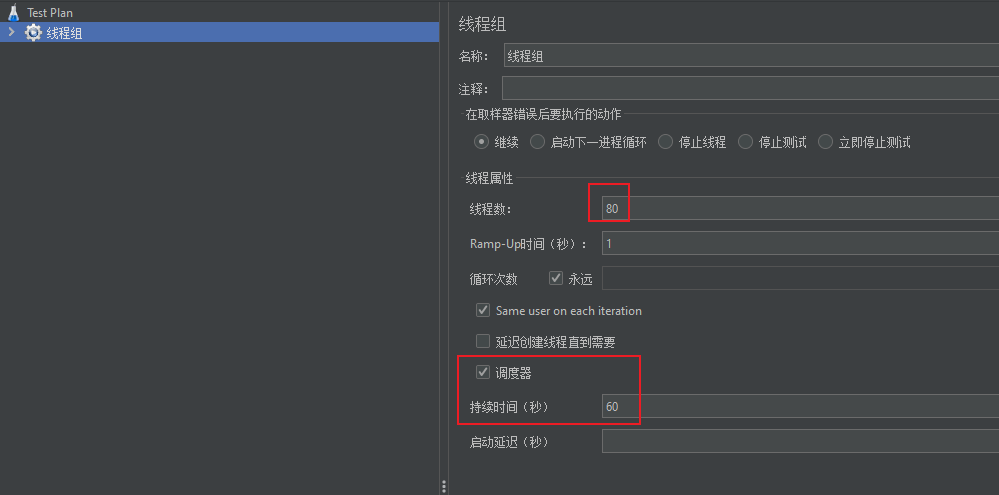 Test Plan
线程组
线程组
名称： 线程组
注释：
在取样器错误后要执行的动作
继续 启动下一进程循环 停止线程 停止测试 立即停止测试
线程属性
线程数： 80
Ramp-Up时间（秒）： 1
循环次数 永远
Same user on each iteration
延迟创建线程直到需要
调度器
持续时间（秒） 60
启动延迟（秒）